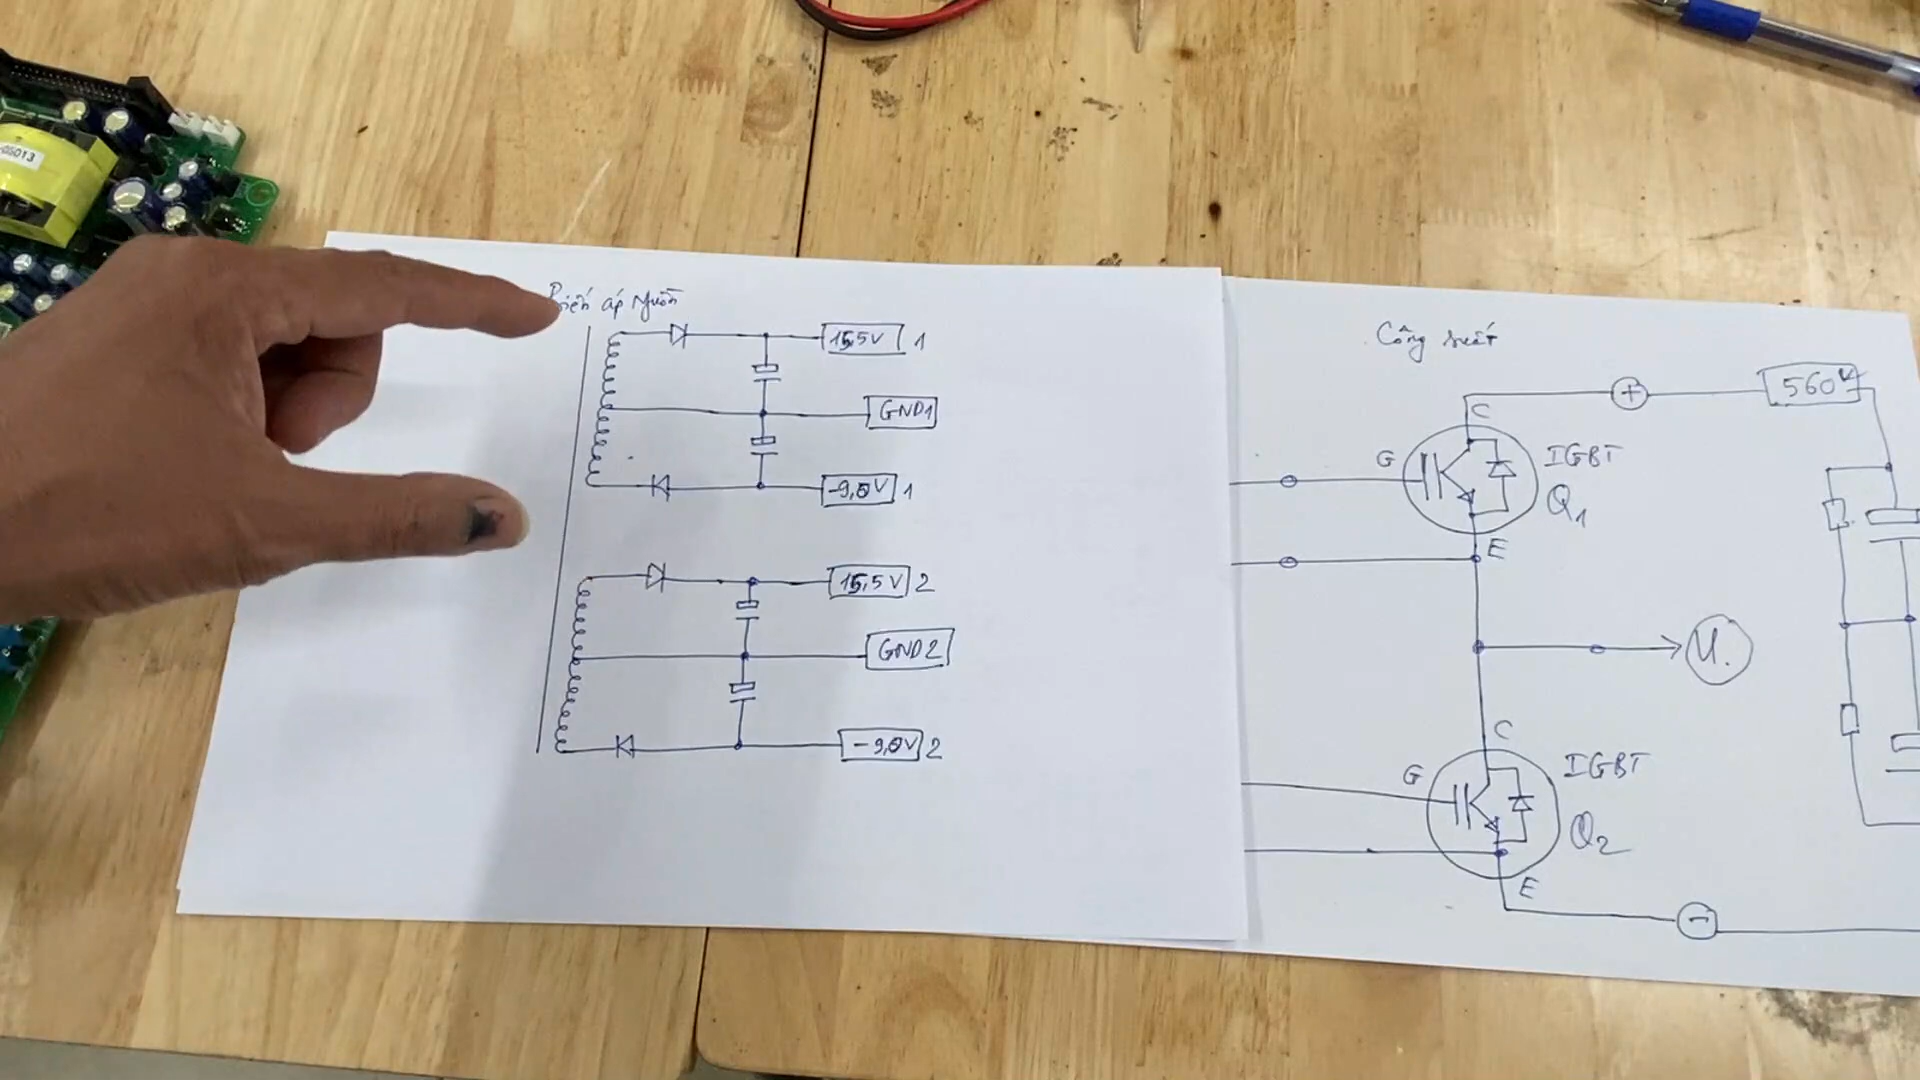 Biến áp nguồn
15,5V 1
GND1
-9,0V 1
15,5V 2
GND2
-9,0V 2
Công suất
560V
C
G
IGBT
Q1
E
U.
C
G
IGBT
Q2
E
+
-
05013